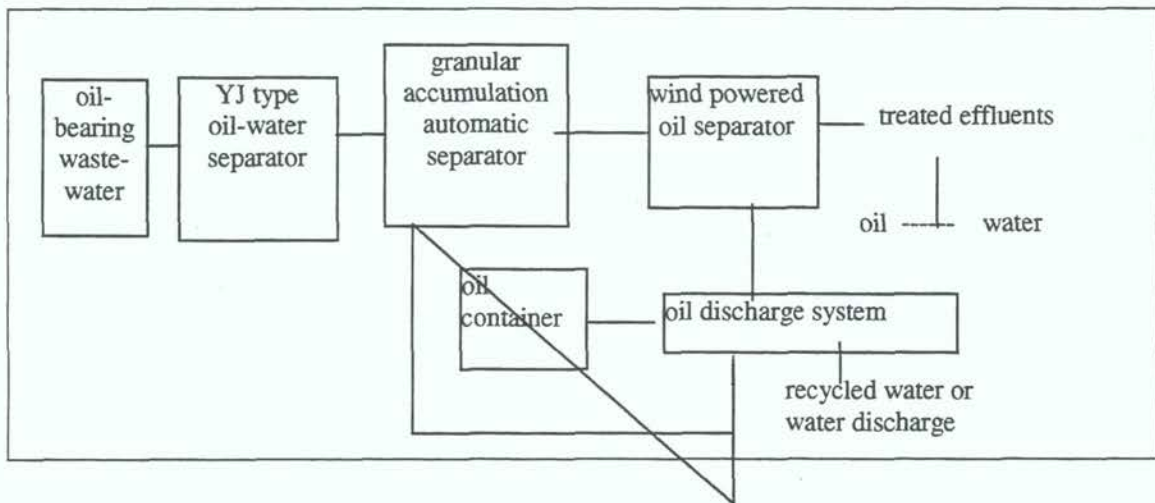 oil-
bearing
waste-
water
YJ type
oil-water
separator
granular
accumulation
automatic
separator
wind powered
oil separator
treated effluents
oil
water
oil
container
oil discharge system
recycled water or
water discharge